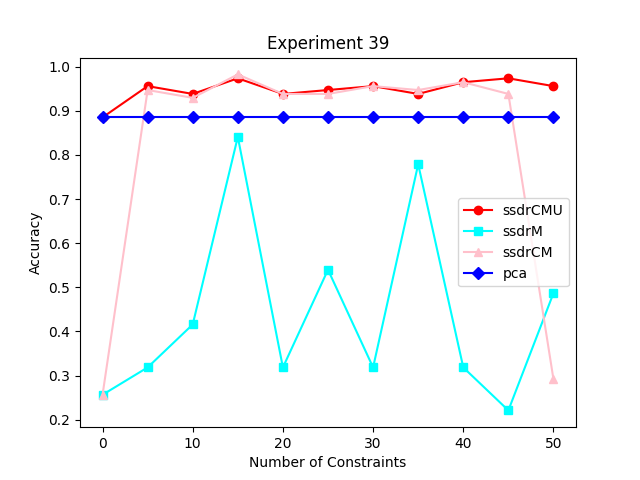 Experiment 39
1.0
0.9
0.8
0.7
0.6
0.5
0.4
0.3
0.2
Accuracy
ssdrCMU
ssdrM
ssdrCM
pca
0 10 20 30 40 50
Number of Constraints